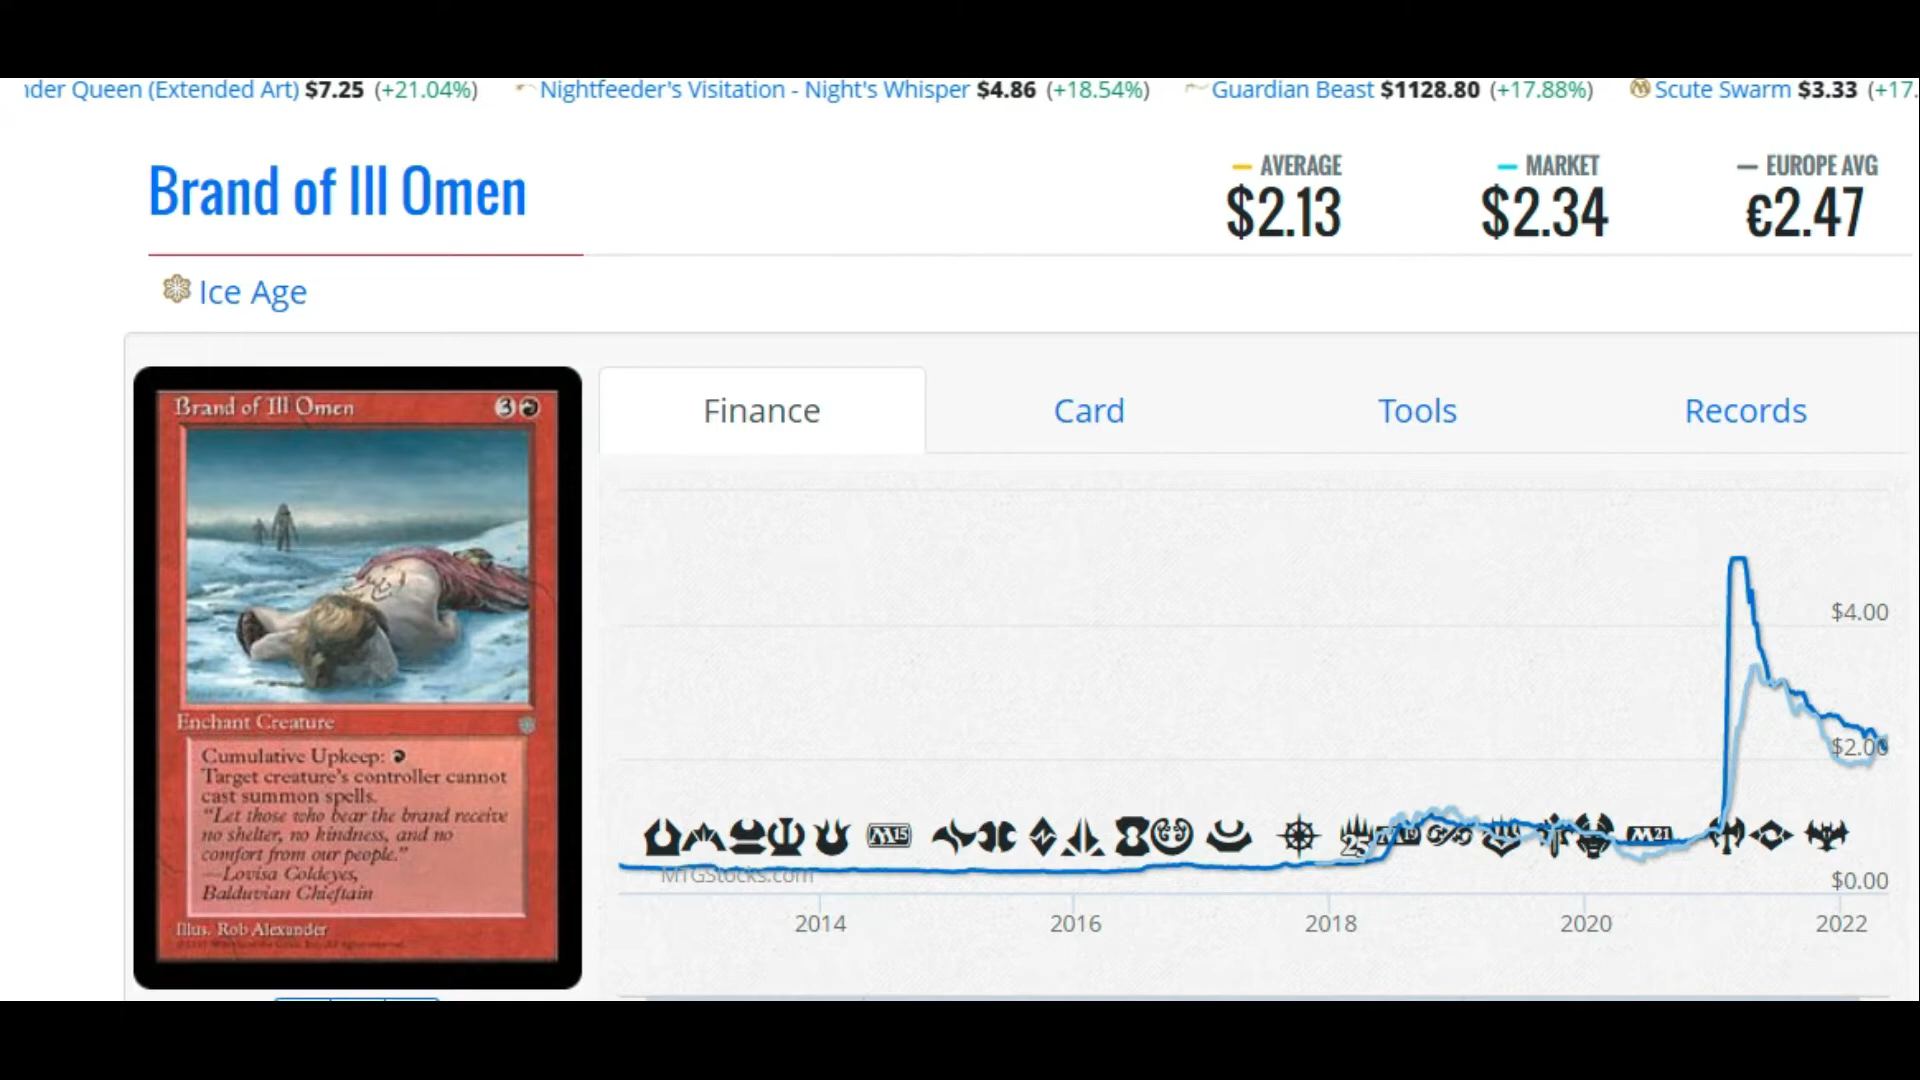 nder Queen (Extended Art) $7.25 (+21.04%) Nightfeeder's Visitation - Night's Whisper $4.86 (+18.54%) Guardian Beast $1128.80 (+17.88%) Scute Swarm $3.33 (+17.
Brand of Ill Omen
AVERAGE
$2.13
MARKET
$2.34
EUROPE AVG
€2.47
Ice Age
Finance Card Tools Records
Brand of Ill Omen 3
Enchant Creature
Cumulative Upkeep:
Target creature's controller cannot
cast summon spells.
"Let those who bear the brand receive
no shelter, no kindness, and no
comfort from our people."
—Lovisa Coldeyes,
Balduvian Chieftain
Illus. Rob Alexander
$4.00
$2.00
$0.00
M15
25
M21
MTGStocks.com
2014 2016 2018 2020 2022